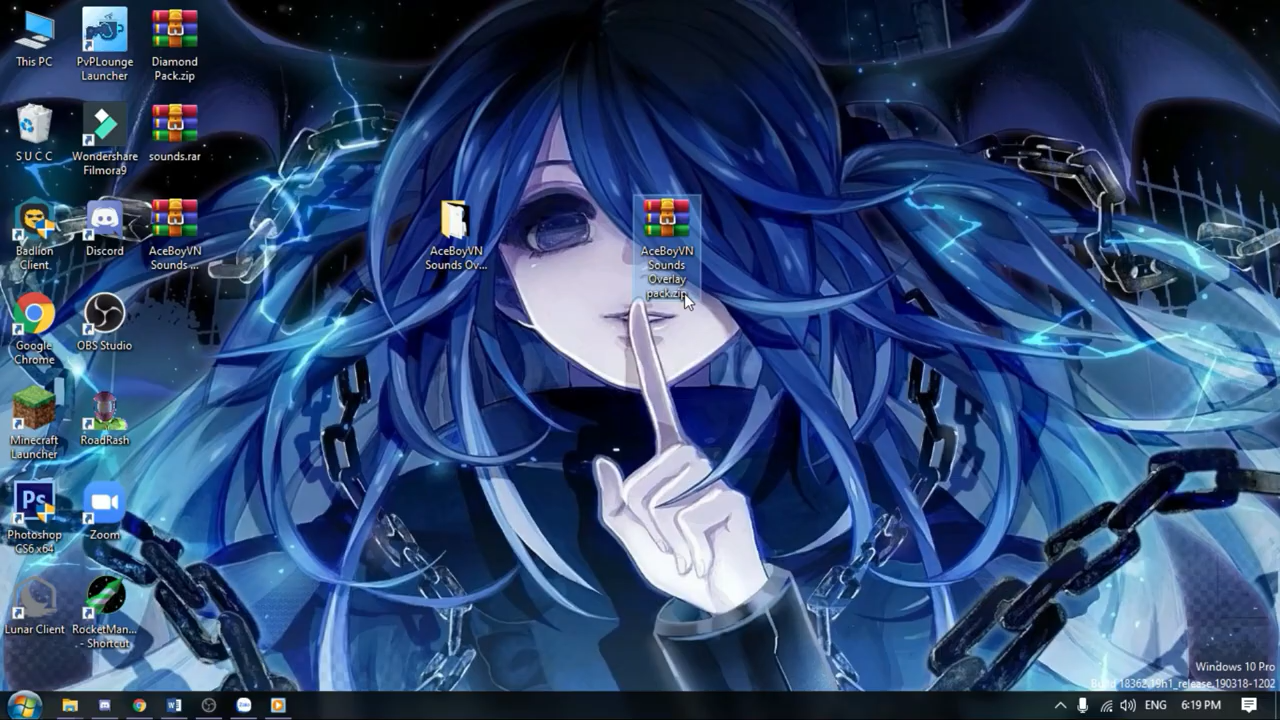 This PC
PvPLounge
Launcher
Diamond
Pack.zip
S U C C
Wondershare
Filmora9
sounds.rar
Badlion
Client
Discord
AceBoyVN
Sounds ...
AceBoyVN
Sounds Ov...
AceBoyVN
Sounds
Overlay
pack.zip
Google
Chrome
OBS Studio
Minecraft
Launcher
RoadRash
Ps
Photoshop
CS6 x64
Zoom
Lunar Client
RocketMan...
. - Shortcut
Windows 10 Pro
Build 18362.19h1_release.190318-1202
ENG
6:19 PM